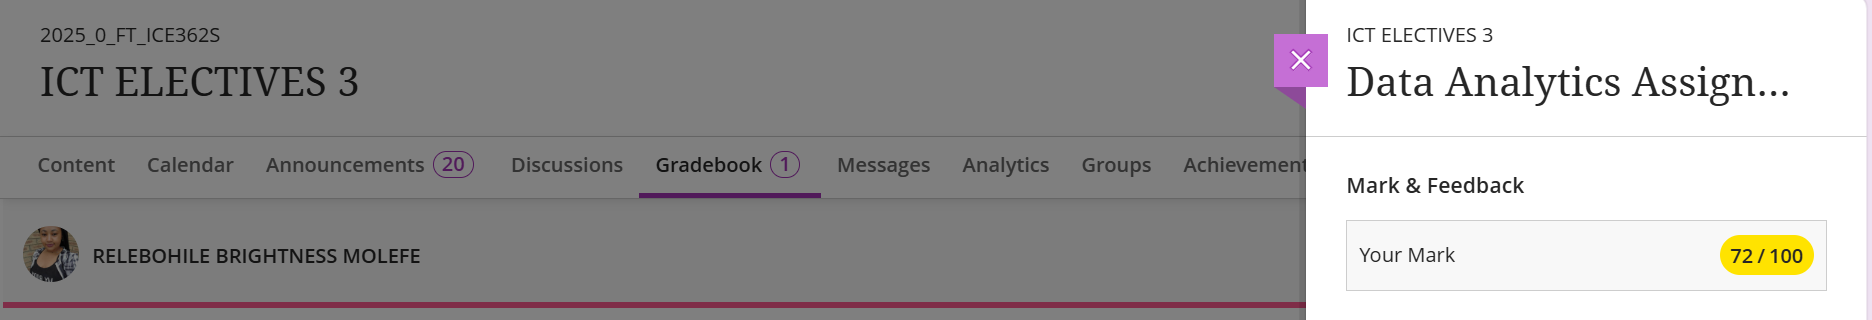 2025_0_FT_ICE362S
ICT ELECTIVES 3
Content Calendar Announcements 20 Discussions Gradebook 1 Messages Analytics Groups Achievement
RELEBOHILE BRIGHTNESS MOLEFE
ICT ELECTIVES 3
Data Analytics Assign...
Mark & Feedback
Your Mark 72 / 100